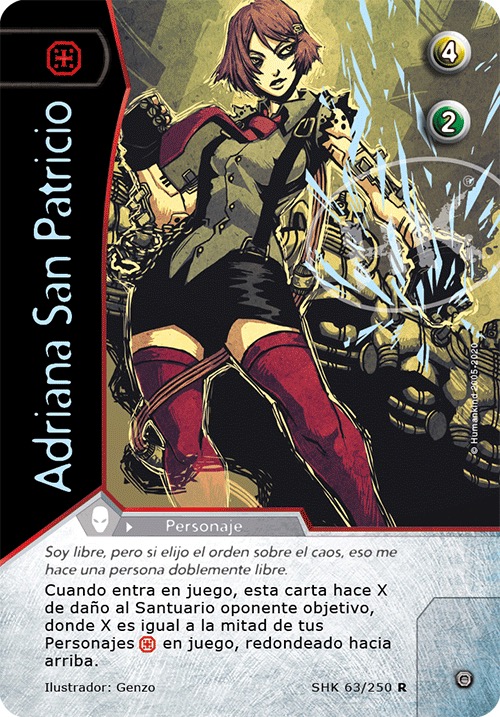 4
2
Adriana San Patricio
© Humankind 2005-2020
Personaje
Soy libre, pero si elijo el orden sobre el caos, eso me
hace una persona doblemente libre.
Cuando entra en juego, esta carta hace X
de daño al Santuario oponente objetivo,
donde X es igual a la mitad de tus
Personajes en juego, redondeado hacia
arriba.
Ilustrador: Genzo
SHK 63/250 R